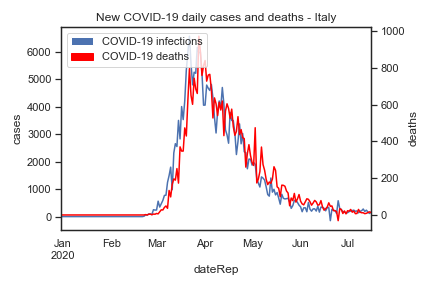 New COVID-19 daily cases and deaths - Italy
COVID-19 infections
COVID-19 deaths
cases
6000
5000
4000
3000
2000
1000
0
deaths
1000
800
600
400
200
0
Jan Feb Mar Apr May Jun Jul
2020
dateRep